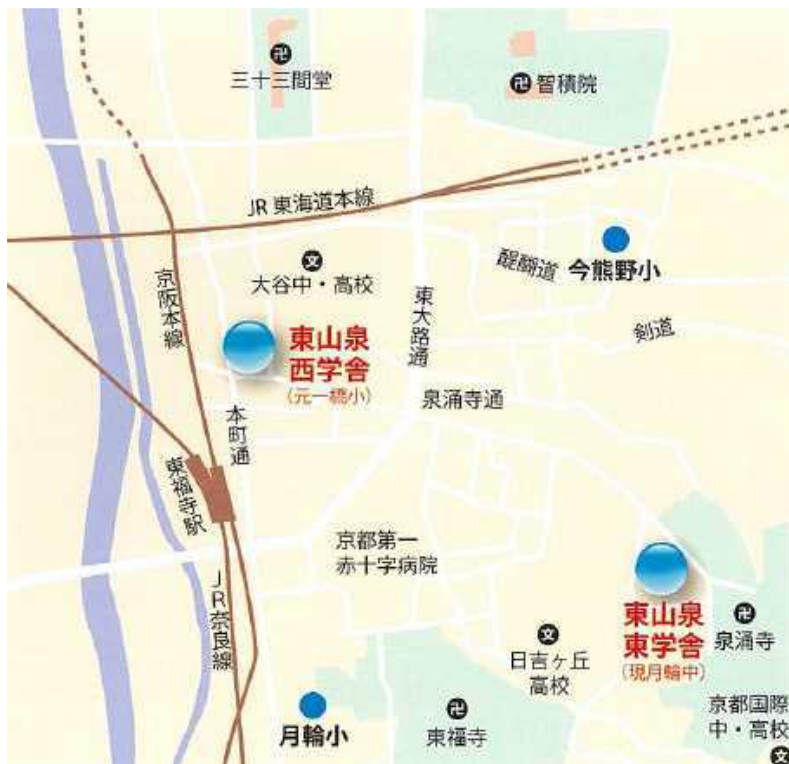 三十三間堂
智積院
JR東海道本線
京阪本線
大谷中・高校
東大路通
醍醐道
今熊野小
剣道
東山泉
西学舎
(元一橋小)
本町通
泉涌寺通
東福寺駅
京都第一
赤十字病院
JR奈良線
東山泉
東学舎
(現月輪中)
泉涌寺
日吉ヶ丘
高校
京都国際
中・高校
月輪小
東福寺
文
文
文